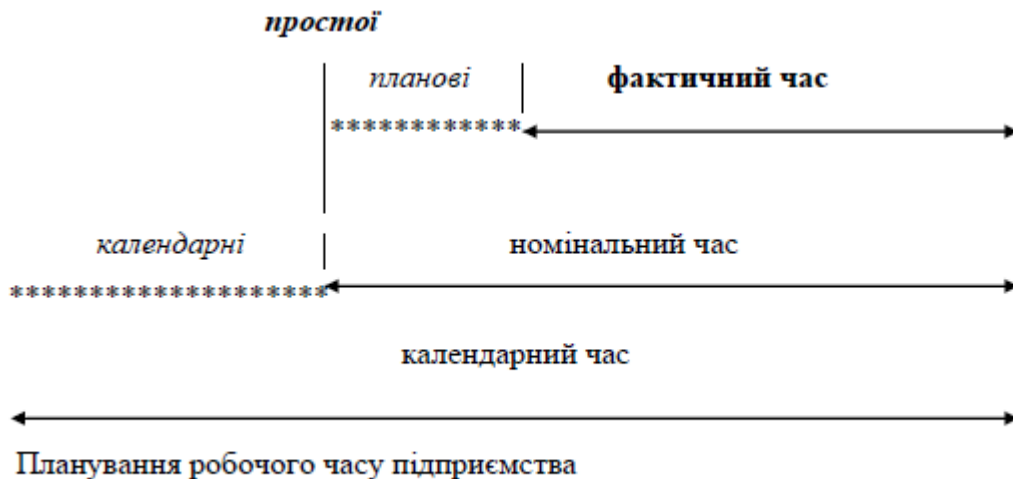 простої
планові фактичний час
************
календарні номінальний час
********************
календарний час
Планування робочого часу підприємства